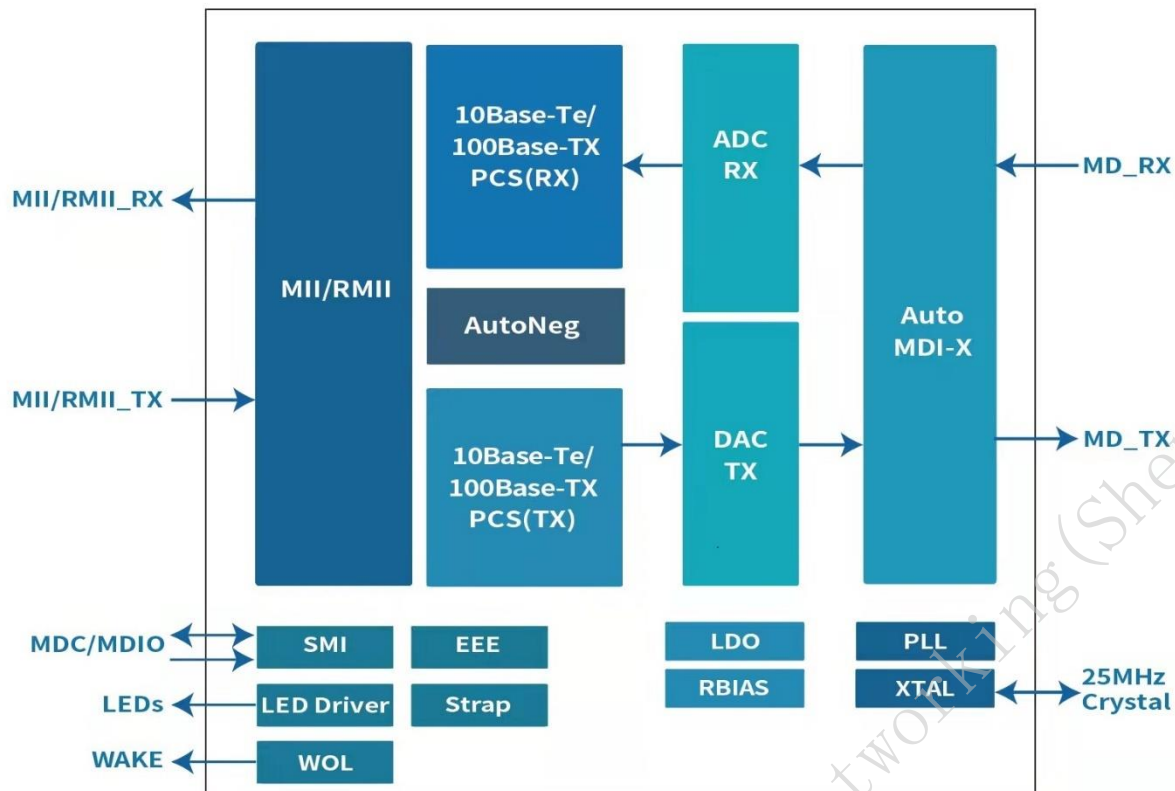 10Base-Te/
100Base-TX
PCS(RX)
ADC
RX
MD_RX
MII/RMII_RX
MII/RMII
AutoNeg
Auto
MDI-X
MII/RMII_TX
10Base-Te/
100Base-TX
PCS(TX)
DAC
TX
MD_TX
MDC/MDIO
SMI
EEE
LDO
PLL
LEDs
LED Driver
Strap
RBIAS
XTAL
25MHz
Crystal
WAKE
WOL
tworking(She